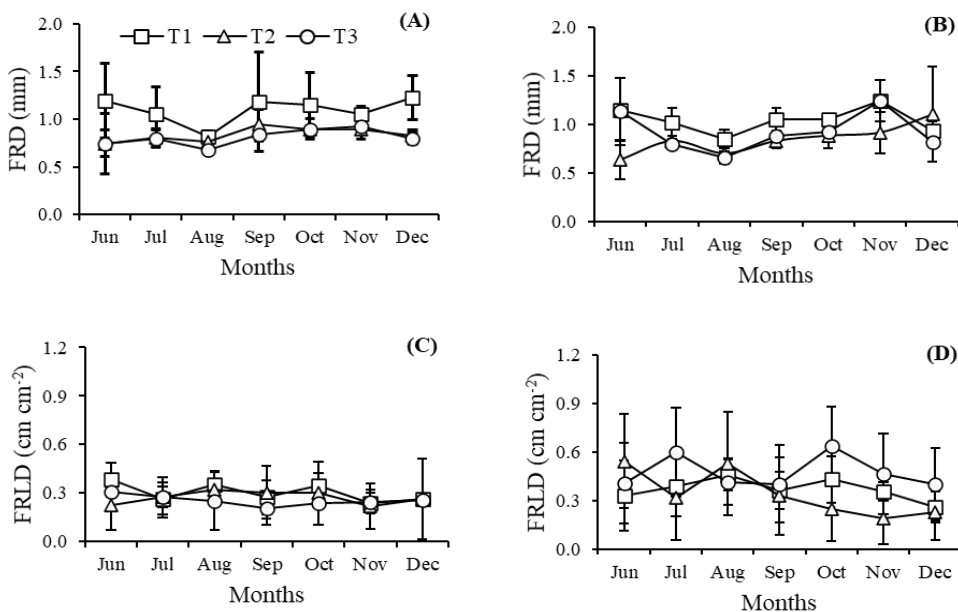 (A)
2.0
T1 T2 T3
1.5
1.0
0.5
0.0
FRD (mm)
Jun Jul Aug Sep Oct Nov Dec
Months
(B)
2.0
1.5
1.0
0.5
0.0
FRD (mm)
Jun Jul Aug Sep Oct Nov Dec
Months
(C)
1.2
0.9
0.6
0.3
0.0
FRLD (cm cm⁻²)
Jun Jul Aug Sep Oct Nov Dec
Months
(D)
1.2
0.9
0.6
0.3
0.0
FRLD (cm cm⁻²)
Jun Jul Aug Sep Oct Nov Dec
Months